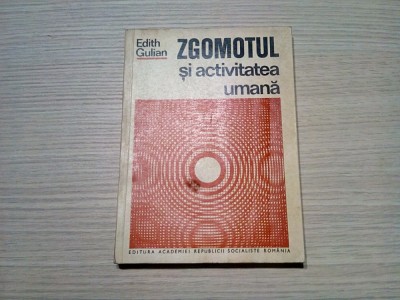 Edith
Gulian
ZGOMOTUL
și activitatea
umană
EDITURA ACADEMIEI REPUBLICII SOCIALISTE ROMÂNIA